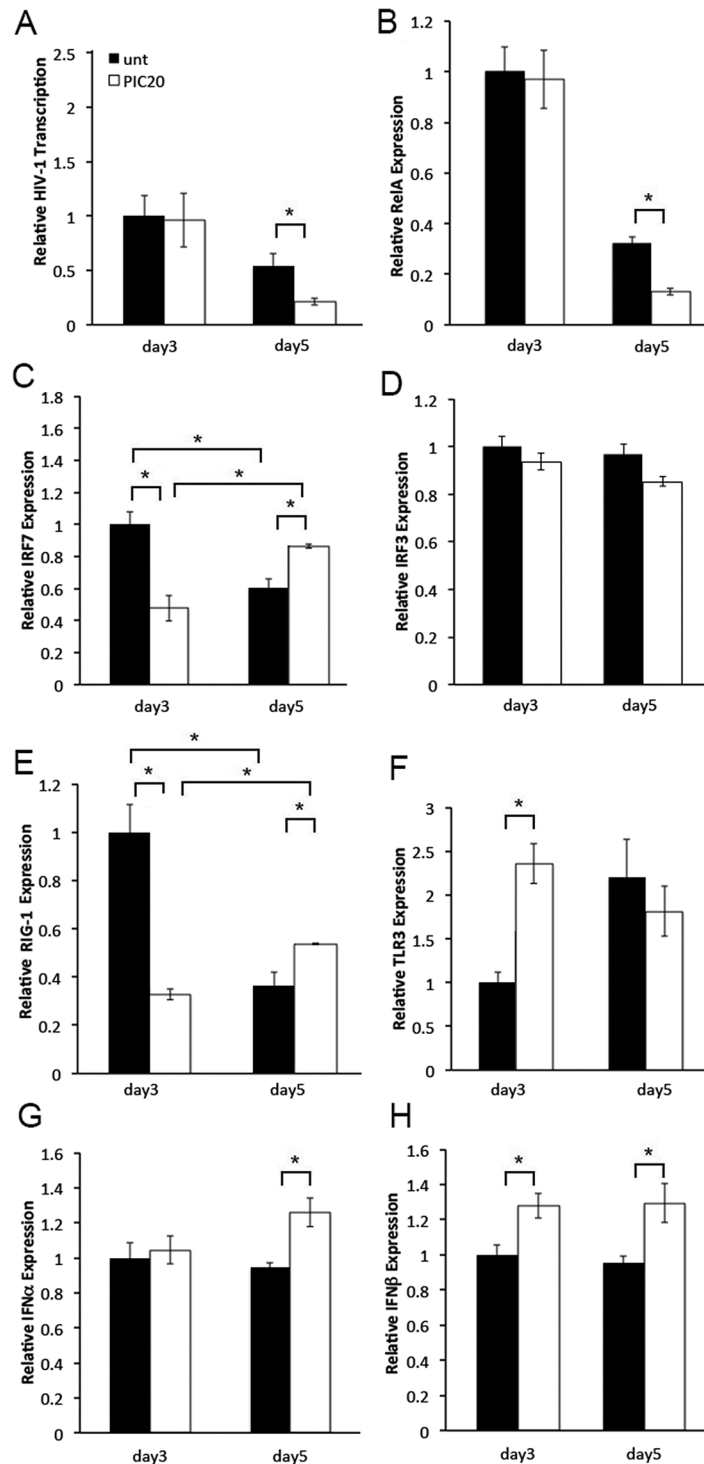 A
Relative HIV-1 Transcription
2.5
2
1.5
1
0.5
0
unt
PIC20
*
day3 day5
B
Relative RelA Expression
1.2
1
0.8
0.6
0.4
0.2
0
*
day3 day5
C
Relative IRF7 Expression
1.8
1.6
1.4
1.2
1
0.8
0.6
0.4
0.2
0
*
* *
*
day3 day5
D
Relative IRF3 Expression
1.2
1
0.8
0.6
0.4
0.2
0
day3 day5
E
Relative RIG-1 Expression
1.2
1
0.8
0.6
0.4
0.2
0
*
* *
*
day3 day5
F
Relative TLR3 Expression
3
2.5
2
1.5
1
0.5
0
*
day3 day5
G
Relative IFNα Expression
1.6
1.4
1.2
1
0.8
0.6
0.4
0.2
0
*
day3 day5
H
Relative IFNβ Expression
1.6
1.4
1.2
1
0.8
0.6
0.4
0.2
0
* *
day3 day5